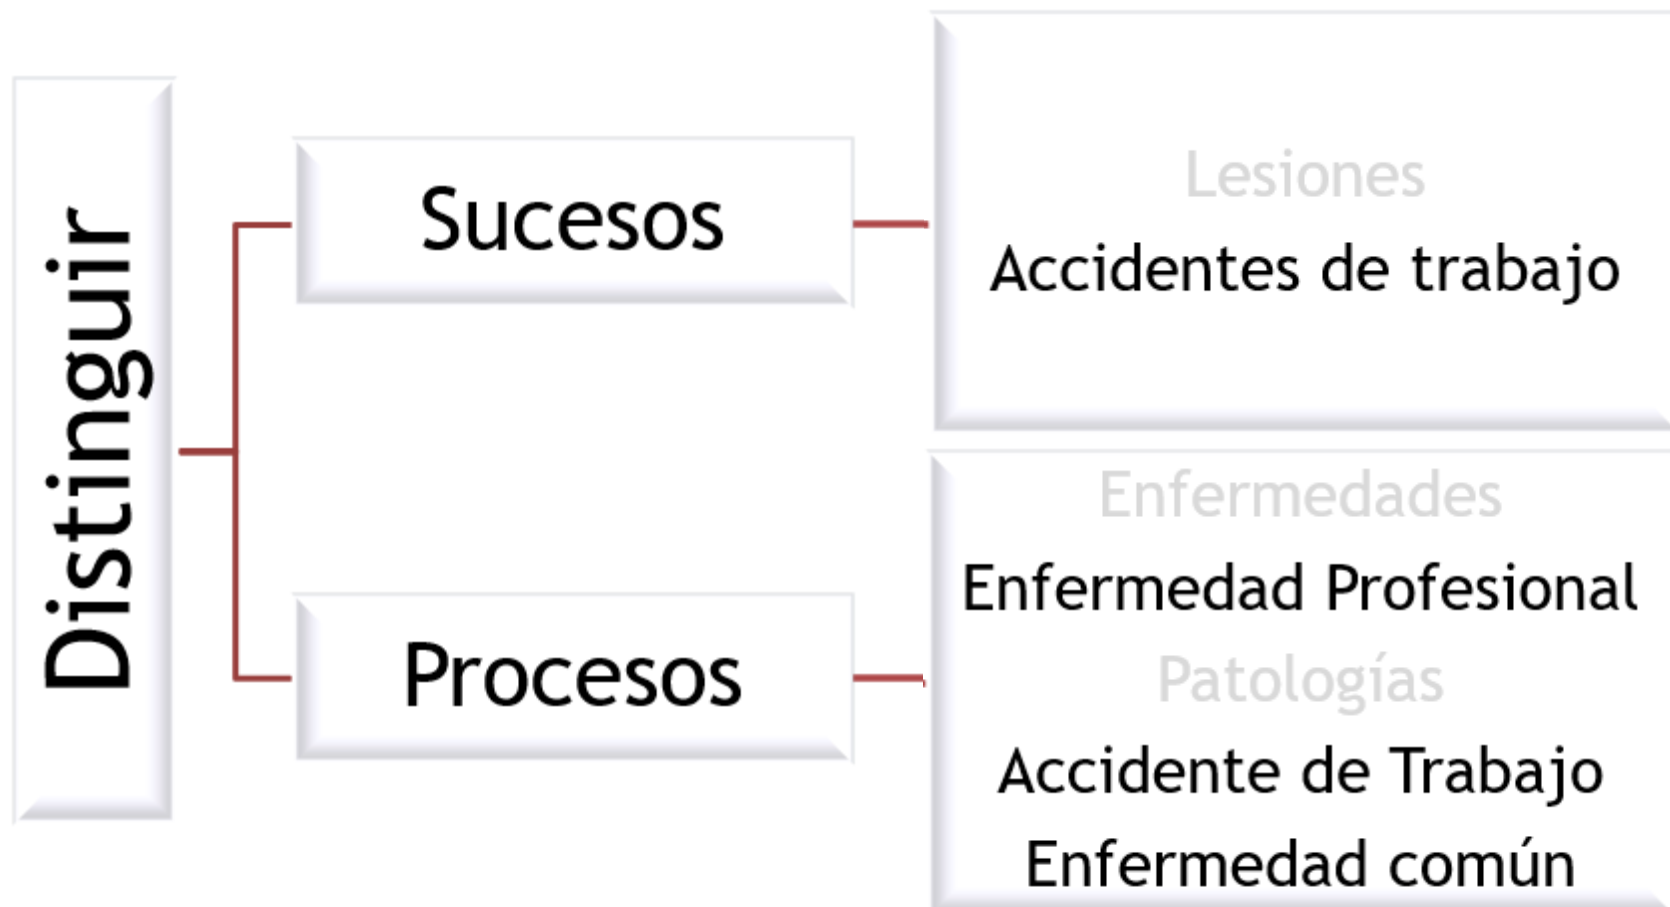 Distinguir
Sucesos
Lesiones
Accidentes de trabajo
Procesos
Enfermedades
Enfermedad Profesional
Patologías
Accidente de Trabajo
Enfermedad común